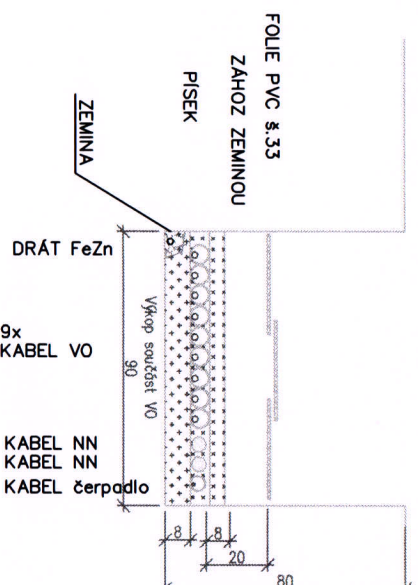 FOLIE PVC š.33
ZÁHOZ ZEMINOU
PÍSEK
ZEMINA
DRÁT FeZn
9x
KABEL VO
KABEL NN
KABEL NN
KABEL čerpadlo
Výkop součást VO
90
8
8
20
80